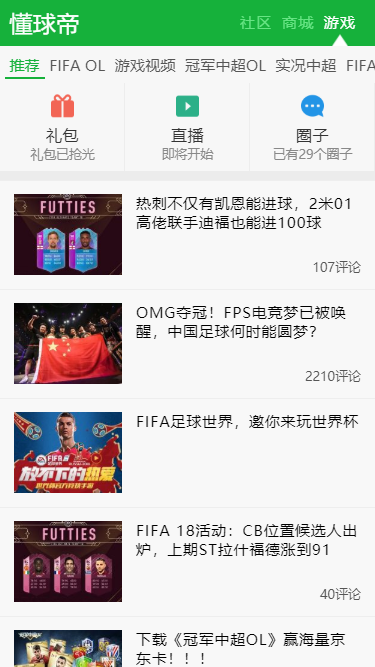 懂球帝
社区 商城 游戏
推荐 FIFA OL 游戏视频 冠军中超OL 实况中超 FIFA
礼包 直播 圈子
礼包已抢光 即将开始 已有29个圈子
FUTTIES
热刺不仅有凯恩能进球，2米01
高佬联手迪福也能进100球
107评论
OMG夺冠！FPS电竞梦已被唤
醒，中国足球何时能圆梦？
2210评论
FIFA
放不下的热爱
FIFA足球世界，邀你来玩世界杯
FUTTIES
FIFA 18活动：CB位置候选人出
炉，上期ST拉什福德涨到91
40评论
下载《冠军中超OL》赢海量京
东卡！！！